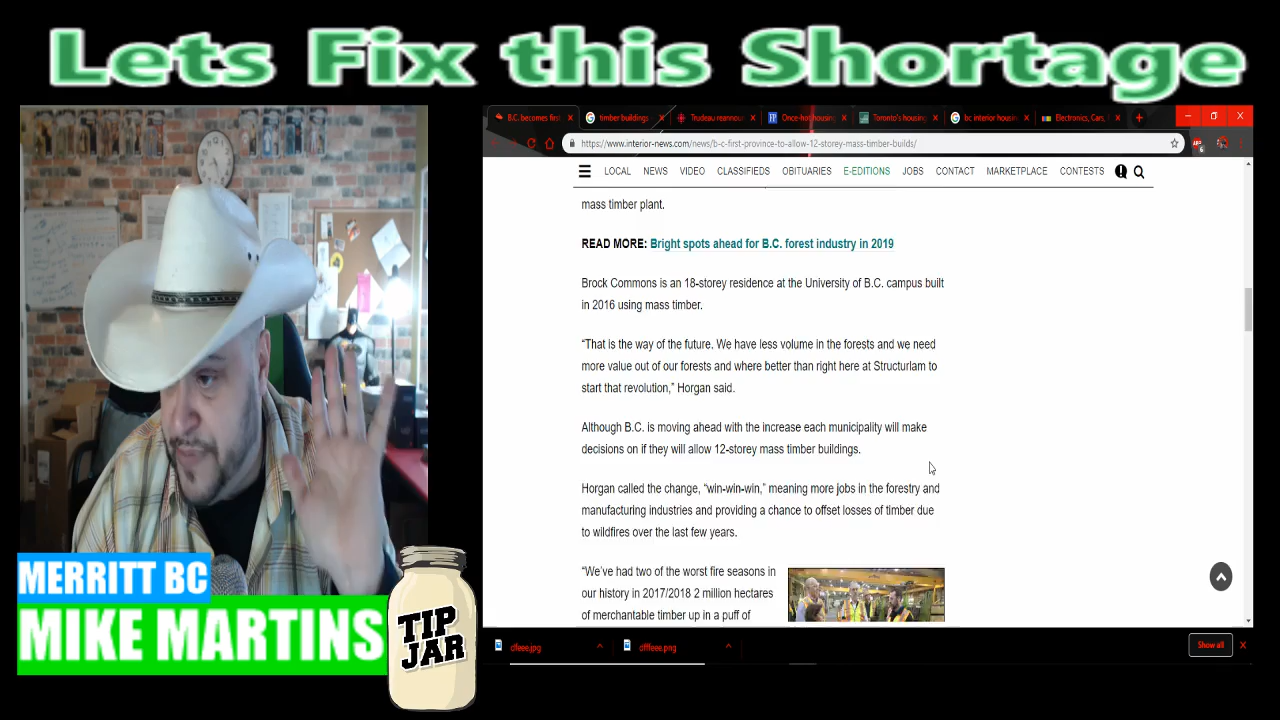 Lets Fix this Shortage
B.C. becomes first
timber buildings
Trudeau reannoun
Once-hot housing
Toronto's housing
bc interior housin
Electronics, Cars,
https://www.interior-news.com/news/b-c-first-province-to-allow-12-storey-mass-timber-builds/
LOCAL NEWS VIDEO CLASSIFIEDS OBITUARIES E-EDITIONS JOBS CONTACT MARKETPLACE CONTESTS
mass timber plant.
READ MORE: Bright spots ahead for B.C. forest industry in 2019
Brock Commons is an 18-storey residence at the University of B.C. campus built
in 2016 using mass timber.
“That is the way of the future. We have less volume in the forests and we need
more value out of our forests and where better than right here at Structurlam to
start that revolution,” Horgan said.
Although B.C. is moving ahead with the increase each municipality will make
decisions on if they will allow 12-storey mass timber buildings.
Horgan called the change, “win-win-win,” meaning more jobs in the forestry and
manufacturing industries and providing a chance to offset losses of timber due
to wildfires over the last few years.
“We’ve had two of the worst fire seasons in
our history in 2017/2018 2 million hectares
of merchantable timber up in a puff of
dfeee.jpg
dffffeee.png
Show all
MERRITT BC
MIKE MARTINS
TIP
JAR